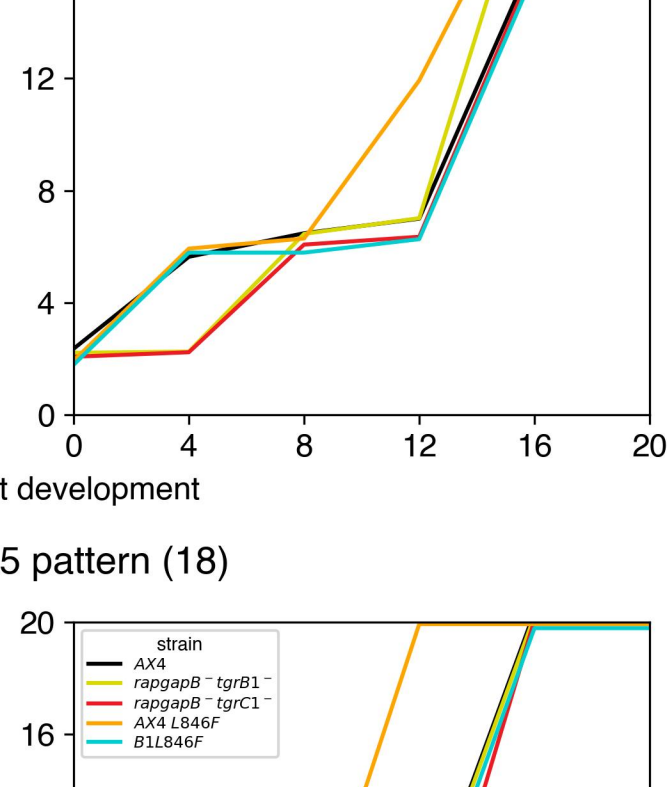 12
8
4
0
0 4 8 12 16 20
t development
5 pattern (18)
20
strain
AX4
rapgapB⁻tgrB1⁻
rapgapB⁻tgrC1⁻
AX4 L846F
B1L846F
16